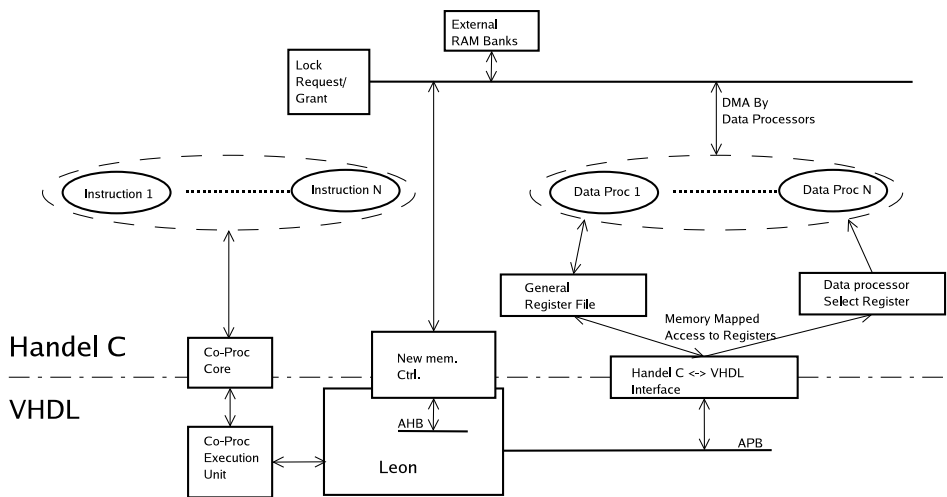 External
RAM Banks
Lock
Request/
Grant
DMA By
Data Processors
Instruction 1
Instruction N
Data Proc 1
Data Proc N
General
Register File
Data processor
Select Register
Memory Mapped
Access to Registers
Handel C
Co-Proc
Core
New mem.
Ctrl.
Handel C <-> VHDL
Interface
VHDL
AHB
Co-Proc
Execution
Unit
Leon
APB